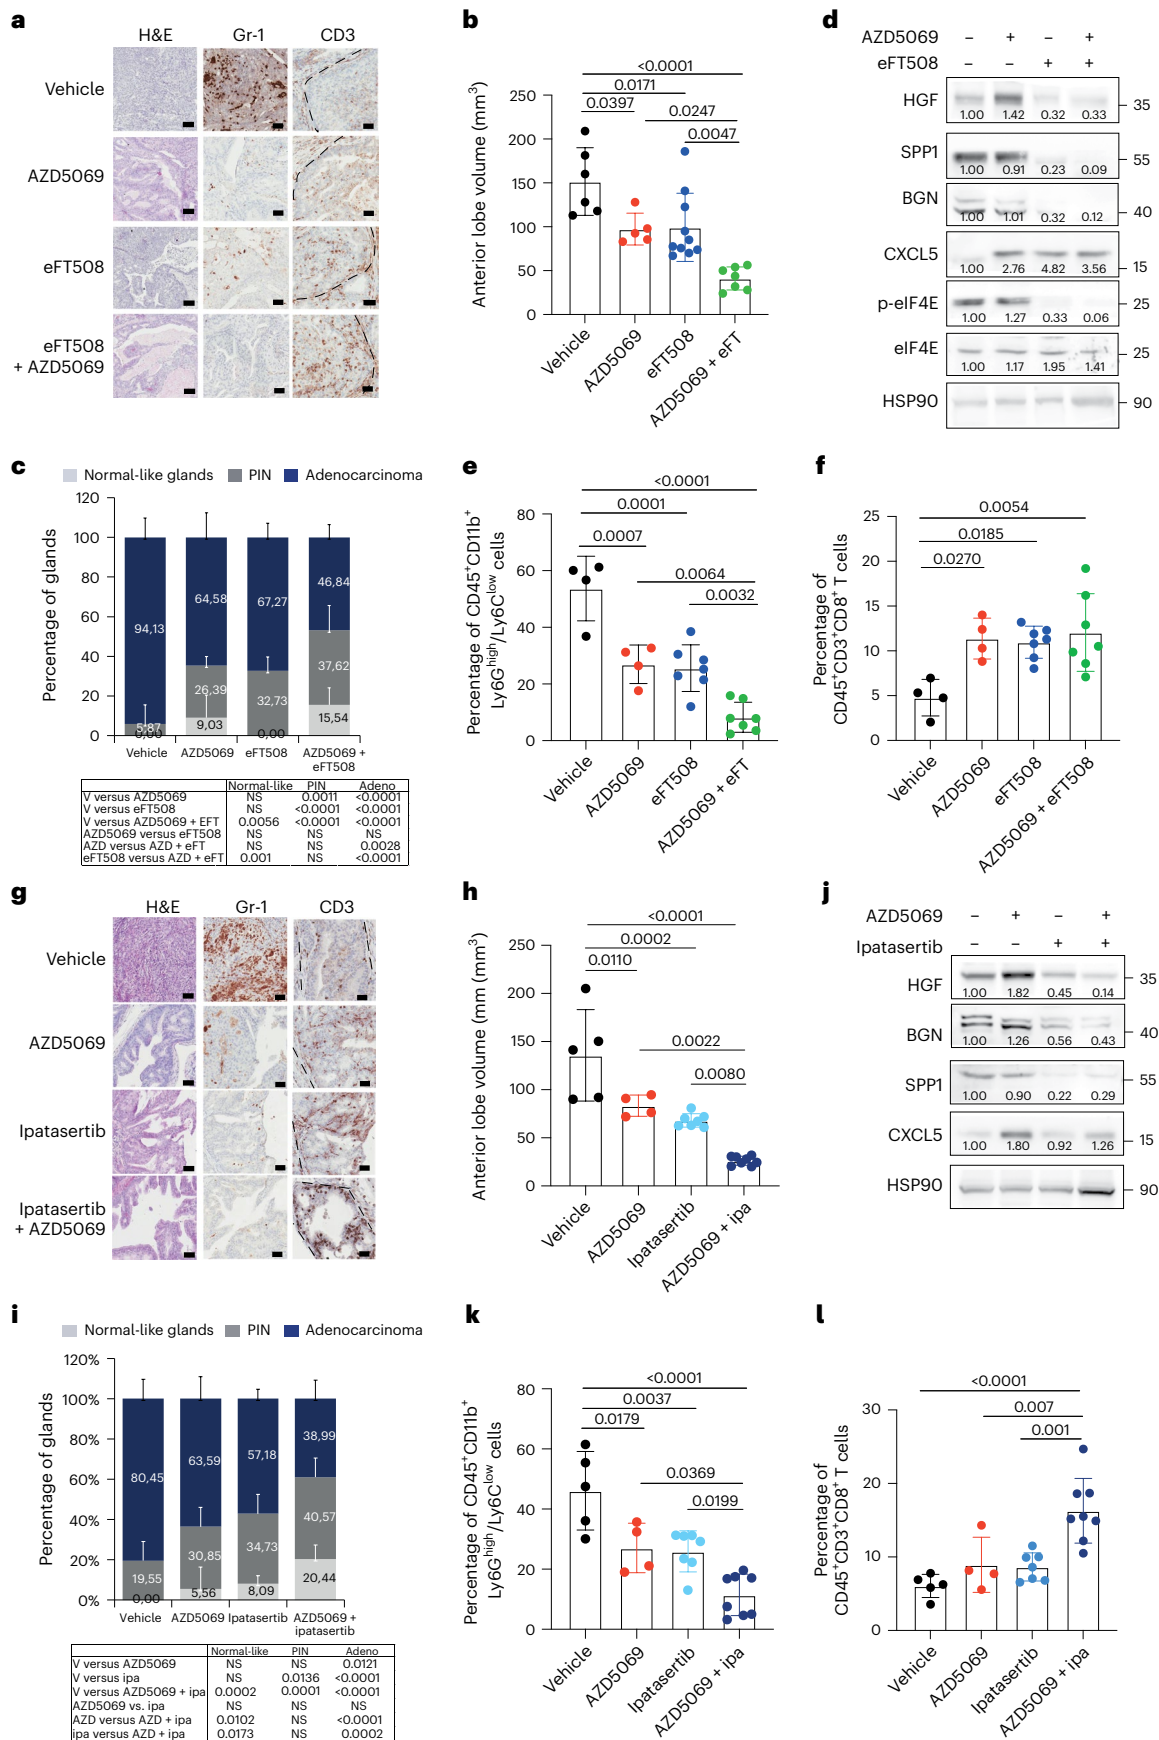 a
H&E Gr-1 CD3
Vehicle
AZD5069
eFT508
eFT508
+ AZD5069
b
Anterior lobe volume (mm³)
<0.0001
0.0171
0.0397
0.0247
0.0047
250
200
150
100
50
0
Vehicle
AZD5069
eFT508
AZD5069 + eFT
d
AZD5069 – + – +
eFT508 – – + +
HGF 1.00 1.42 0.32 0.33 35
SPP1 1.00 0.91 0.23 0.09 55
BGN 1.00 1.01 0.32 0.12 40
CXCL5 1.00 2.76 4.82 3.56 15
p-eIF4E 1.00 1.27 0.33 0.06 25
eIF4E 1.00 1.17 1.95 1.41 25
HSP90 90
c
Normal-like glands PIN Adenocarcinoma
Percentage of glands
120
100
80
60
40
20
0
94,13
5,87
0,00
64,58
26,39
9,03
67,27
32,73
0,00
46,84
37,62
15,54
Vehicle AZD5069 eFT508 AZD5069 +
eFT508
Normal-like PIN Adeno
V versus AZD5069 NS 0.0011 <0.0001
V versus eFT508 NS <0.0001 <0.0001
V versus AZD5069 + EFT 0.0056 <0.0001 <0.0001
AZD5069 versus eFT508 NS NS NS
AZD versus AZD + eFT NS NS 0.0028
eFT508 versus AZD + eFT 0.001 NS <0.0001
e
Percentage of CD45⁺CD11b⁺
Ly6G^high/Ly6C^low cells
<0.0001
0.0001
0.0007
0.0064
0.0032
80
60
40
20
0
Vehicle
AZD5069
eFT508
AZD5069 + eFT
f
Percentage of
CD45⁺CD3⁺CD8⁺ T cells
0.0054
0.0185
0.0270
25
20
15
10
5
0
Vehicle
AZD5069
eFT508
AZD5069 + eFT508
g
H&E Gr-1 CD3
Vehicle
AZD5069
Ipatasertib
Ipatasertib
+ AZD5069
h
Anterior lobe volume (mm (mm³)
<0.0001
0.0002
0.0110
0.0022
0.0080
250
200
150
100
50
0
Vehicle
AZD5069
Ipatasertib
AZD5069 + ipa
j
AZD5069 – + – +
Ipatasertib – – + +
HGF 1.00 1.82 0.45 0.14 35
BGN 1.00 1.26 0.56 0.43 40
SPP1 1.00 0.90 0.22 0.29 55
CXCL5 1.00 1.80 0.92 1.26 15
HSP90 90
i
Normal-like glands PIN Adenocarcinoma
Percentage of glands
120%
100%
80%
60%
40%
20%
0%
80,45
19,55
0,00
63,59
30,85
5,56
57,18
34,73
8,09
38,99
40,57
20,44
Vehicle AZD5069 Ipatasertib AZD5069 +
ipatasertib
Normal-like PIN Adeno
V versus AZD5069 NS NS 0.0121
V versus ipa NS 0.0136 <0.0001
V versus AZD5069 + ipa 0.0002 0.0001 <0.0001
AZD5069 vs. ipa NS NS NS
AZD versus AZD + ipa 0.0102 NS <0.0001
ipa versus AZD + ipa 0.0173 NS 0.0002
k
Percentage of CD45⁺CD11b⁺
Ly6G^high/Ly6C^low cells
<0.0001
0.0037
0.0179
0.0369
0.0199
80
60
40
20
0
Vehicle
AZD5069
Ipatasertib
AZD5069 + ipa
l
Percentage of
CD45⁺CD3⁺CD8⁺ T cells
<0.0001
0.007
0.001
30
20
10
0
Vehicle
AZD5069
Ipatasertib
AZD5069 + ipa